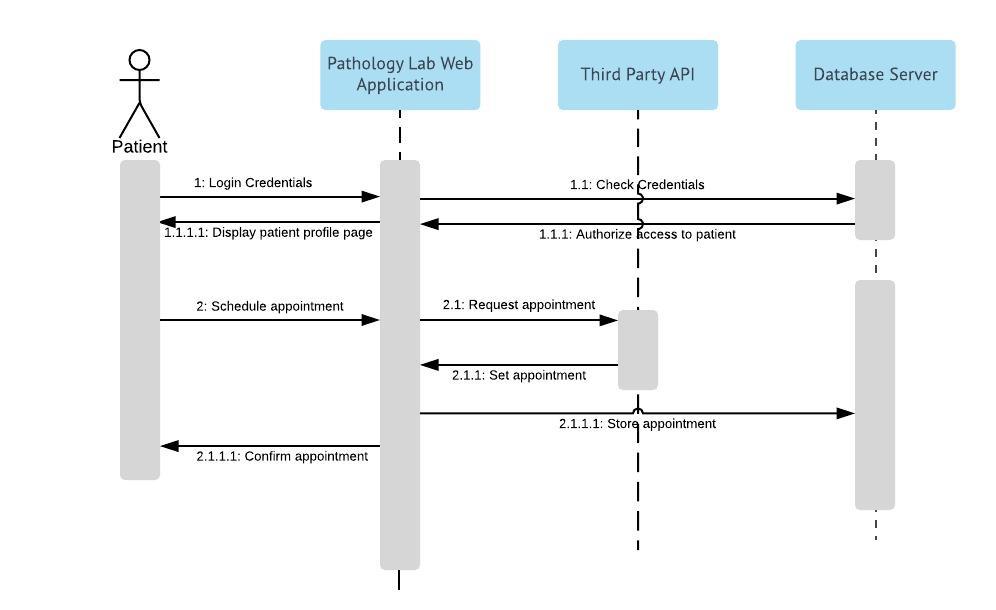 Pathology Lab Web
Application
Third Party API
Database Server
Patient
1: Login Credentials
1.1: Check Credentials
1.1.1.1: Display patient profile page
1.1.1: Authorize access to patient
2: Schedule appointment
2.1: Request appointment
2.1.1: Set appointment
2.1.1.1: Store appointment
2.1.1.1: Confirm appointment